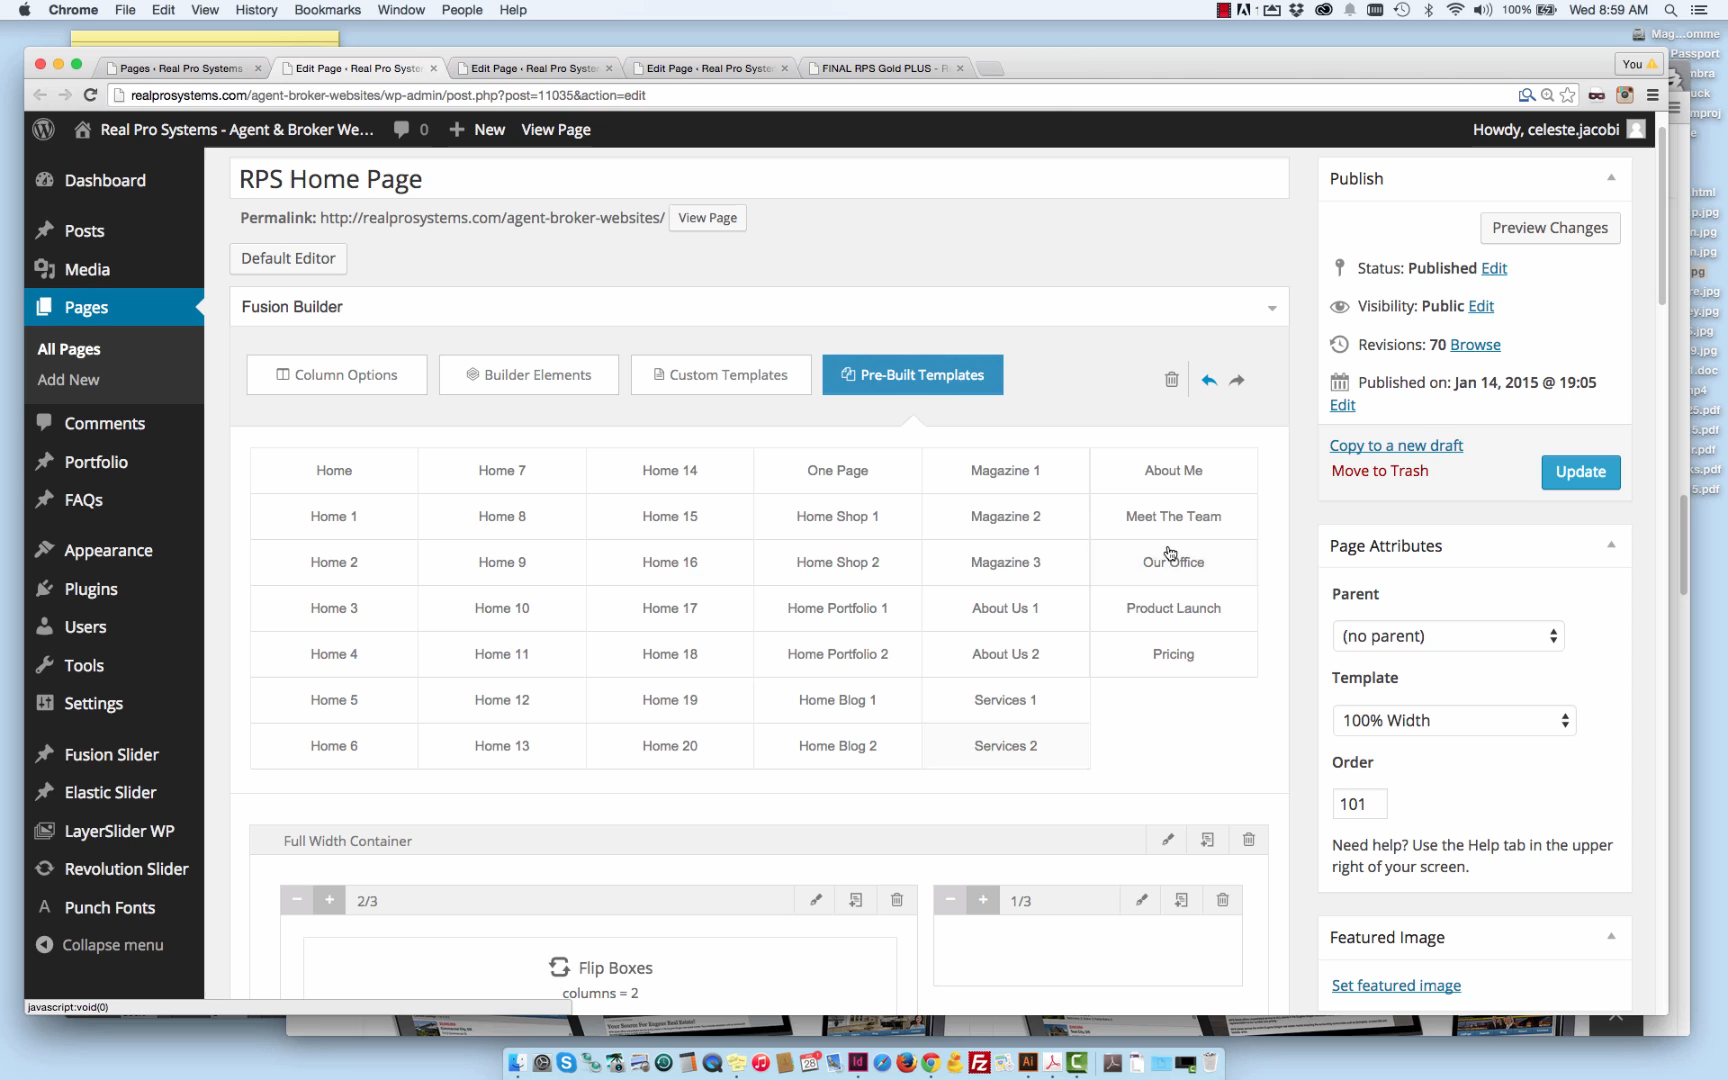 Chrome File Edit View History Bookmarks Window People Help
100% Wed 8:59 AM
Pages ‹ Real Pro Systems
Edit Page ‹ Real Pro Syste
Edit Page ‹ Real Pro Syste
Edit Page ‹ Real Pro Syste
FINAL RPS Gold PLUS - R
You
realprosystems.com/agent-broker-websites/wp-admin/post.php?post=11035&action=edit
Real Pro Systems - Agent & Broker We...
0
New
View Page
Howdy, celeste.jacobi
Dashboard
Posts
Media
Pages
All Pages
Add New
Comments
Portfolio
FAQs
Appearance
Plugins
Users
Tools
Settings
Fusion Slider
Elastic Slider
LayerSlider WP
Revolution Slider
Punch Fonts
Collapse menu
javascript:void(0)
RPS Home Page
Permalink: http://realprosystems.com/agent-broker-websites/ View Page
Default Editor
Fusion Builder
Column Options Builder Elements Custom Templates Pre-Built Templates
Home Home 7 Home 14 One Page Magazine 1 About Me
Home 1 Home 8 Home 15 Home Shop 1 Magazine 2 Meet The Team
Home 2 Home 9 Home 16 Home Shop 2 Magazine 3 Our Office
Home 3 Home 10 Home 17 Home Portfolio 1 About Us 1 Product Launch
Home 4 Home 11 Home 18 Home Portfolio 2 About Us 2 Pricing
Home 5 Home 12 Home 19 Home Blog 1 Services 1
Home 6 Home 13 Home 20 Home Blog 2 Services 2
Full Width Container
2/3
1/3
Flip Boxes
columns = 2
Publish
Preview Changes
Status: Published Edit
Visibility: Public Edit
Revisions: 70 Browse
Published on: Jan 14, 2015 @ 19:05
Edit
Copy to a new draft
Move to Trash
Update
Page Attributes
Parent
(no parent)
Template
100% Width
Order
101
Need help? Use the Help tab in the upper
right of your screen.
Featured Image
Set featured image